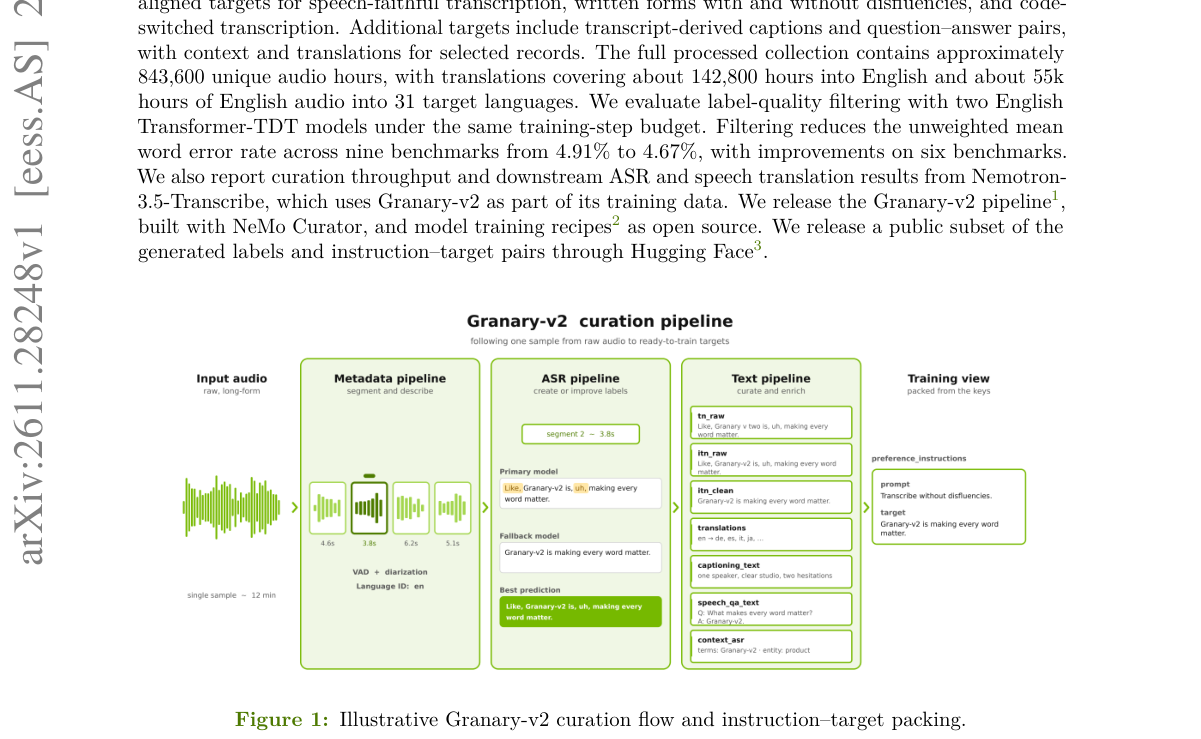 arXiv:2611.28248v1 [eess.AS] 2
aligned targets for speech-faithful transcription, written forms with and without disfluencies, and code-
switched transcription. Additional targets include transcript-derived captions and question–answer pairs,
with context and translations for selected records. The full processed collection contains approximately
843,600 unique audio hours, with translations covering about 142,800 hours into English and about 55k
hours of English audio into 31 target languages. We evaluate label-quality filtering with two English
Transformer-TDT models under the same training-step budget. Filtering reduces the unweighted mean
word error rate across nine benchmarks from 4.91% to 4.67%, with improvements on six benchmarks.
We also report curation throughput and downstream ASR and speech translation results from Nemotron-
3.5-Transcribe, which uses Granary-v2 as part of its training data. We release the Granary-v2 pipeline1,
built with NeMo Curator, and model training recipes2 as open source. We release a public subset of the
generated labels and instruction–target pairs through Hugging Face3.
Granary-v2 curation pipeline
following one sample from raw audio to ready-to-train targets
Input audio
raw, long-form
single sample ~ 12 min
Metadata pipeline
segment and describe
4.6s 3.8s 6.2s 5.1s
VAD + diarization
Language ID: en
ASR pipeline
create or improve labels
segment 2 ~ 3.8s
Primary model
Like, Granary-v2 is, uh, making every
word matter.
Fallback model
Granary-v2 is making every word matter.
Best prediction
Like, Granary-v2 is, uh, making every
word matter.
Text pipeline
curate and enrich
tn_raw
Like, Granary v two is, uh, making every
word matter.
itn_raw
Like, Granary-v2 is, uh, making every word
matter.
itn_clean
Granary-v2 is making every word matter.
translations
en → de, es, it, ja, ...
captioning_text
one speaker, clear studio, two hesitations
speech_qa_text
Q: What makes every word matter?
A: Granary-v2.
context_asr
terms: Granary-v2 · entity: product
Training view
packed from the keys
preference_instructions
prompt
Transcribe without disfluencies.
target
Granary-v2 is making every word
matter.
Figure 1: Illustrative Granary-v2 curation flow and instruction–target packing.